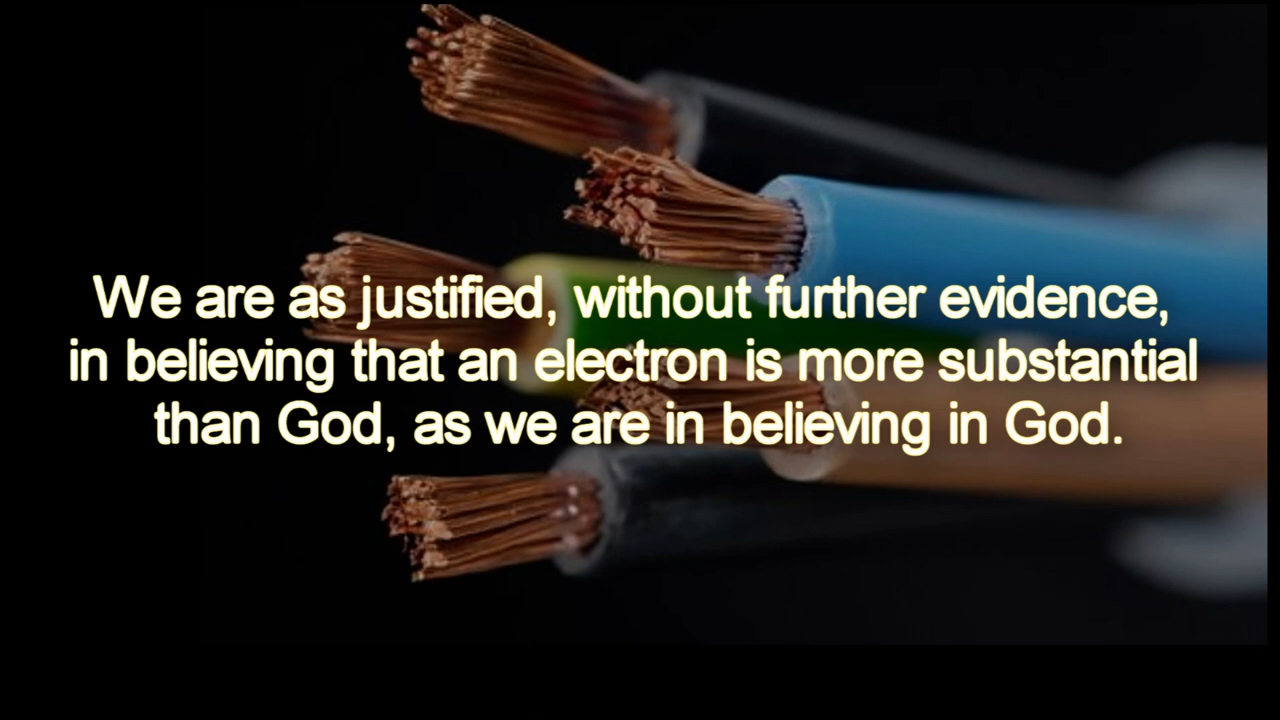 We are as justified, without further evidence,
in believing that an electron is more substantial
than God, as we are in believing in God.